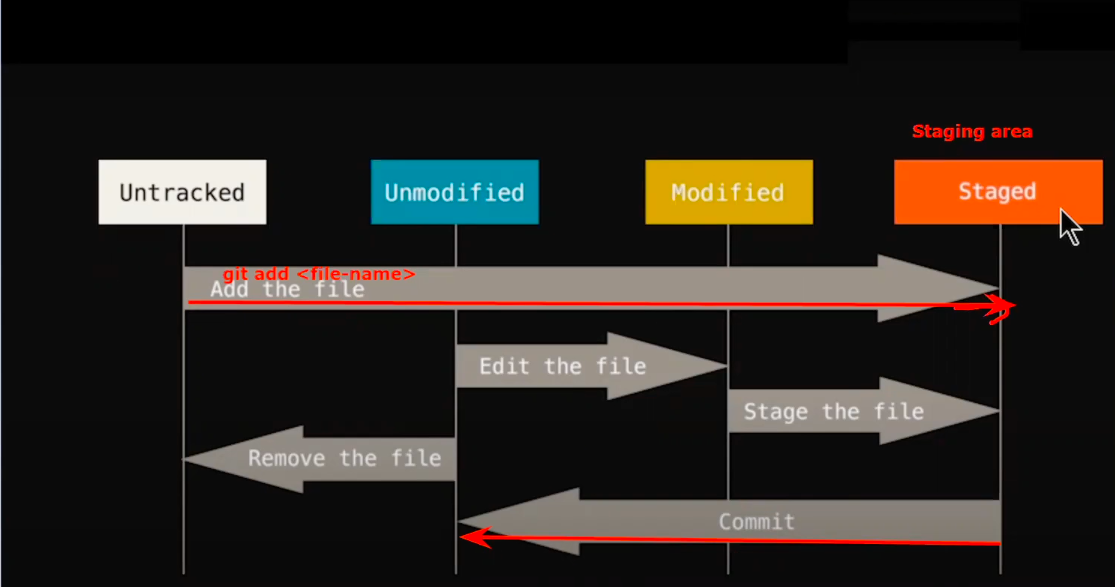 Staging area
Untracked
Unmodified
Modified
Staged
git add <file-name>
Add the file
Edit the file
Stage the file
Remove the file
Commit